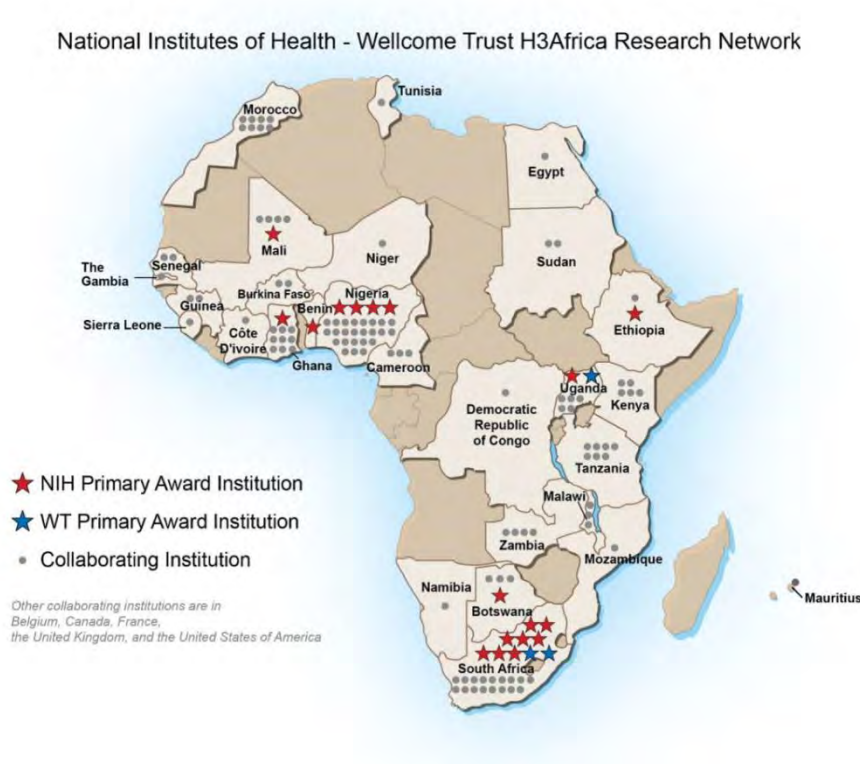 National Institutes of Health - Wellcome Trust H3Africa Research Network
Tunisia
Morocco
Egypt
Mali
Niger
Sudan
The
Gambia
Senegal
Burkina Faso
Nigeria
Benin
Guinea
Sierra Leone
Côte
D'ivoire
Ghana
Cameroon
Ethiopia
Uganda
Kenya
Democratic
Republic
of Congo
Tanzania
Malawi
Zambia
Mozambique
Mauritius
Namibia
Botswana
South Africa
NIH Primary Award Institution
WT Primary Award Institution
Collaborating Institution
Other collaborating institutions are in
Belgium, Canada, France,
the United Kingdom, and the United States of America